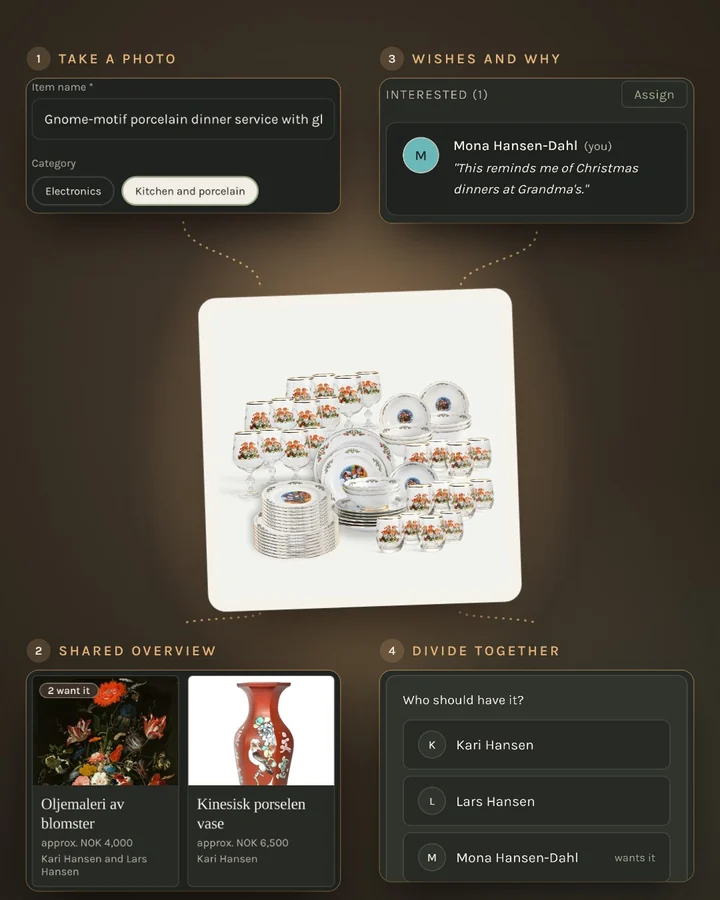 1 TAKE A PHOTO
Item name *
Gnome-motif porcelain dinner service with gl
Category
Electronics
Kitchen and porcelain
3 WISHES AND WHY
INTERESTED (1)
Assign
M
Mona Hansen-Dahl (you)
"This reminds me of Christmas
dinners at Grandma's."
2 SHARED OVERVIEW
2 want it
Oljemaleri av
blomster
approx. NOK 4,000
Kari Hansen and Lars
Hansen
Kinesisk porselen
vase
approx. NOK 6,500
Kari Hansen
4 DIVIDE TOGETHER
Who should have it?
K Kari Hansen
L Lars Hansen
M Mona Hansen-Dahl wants it